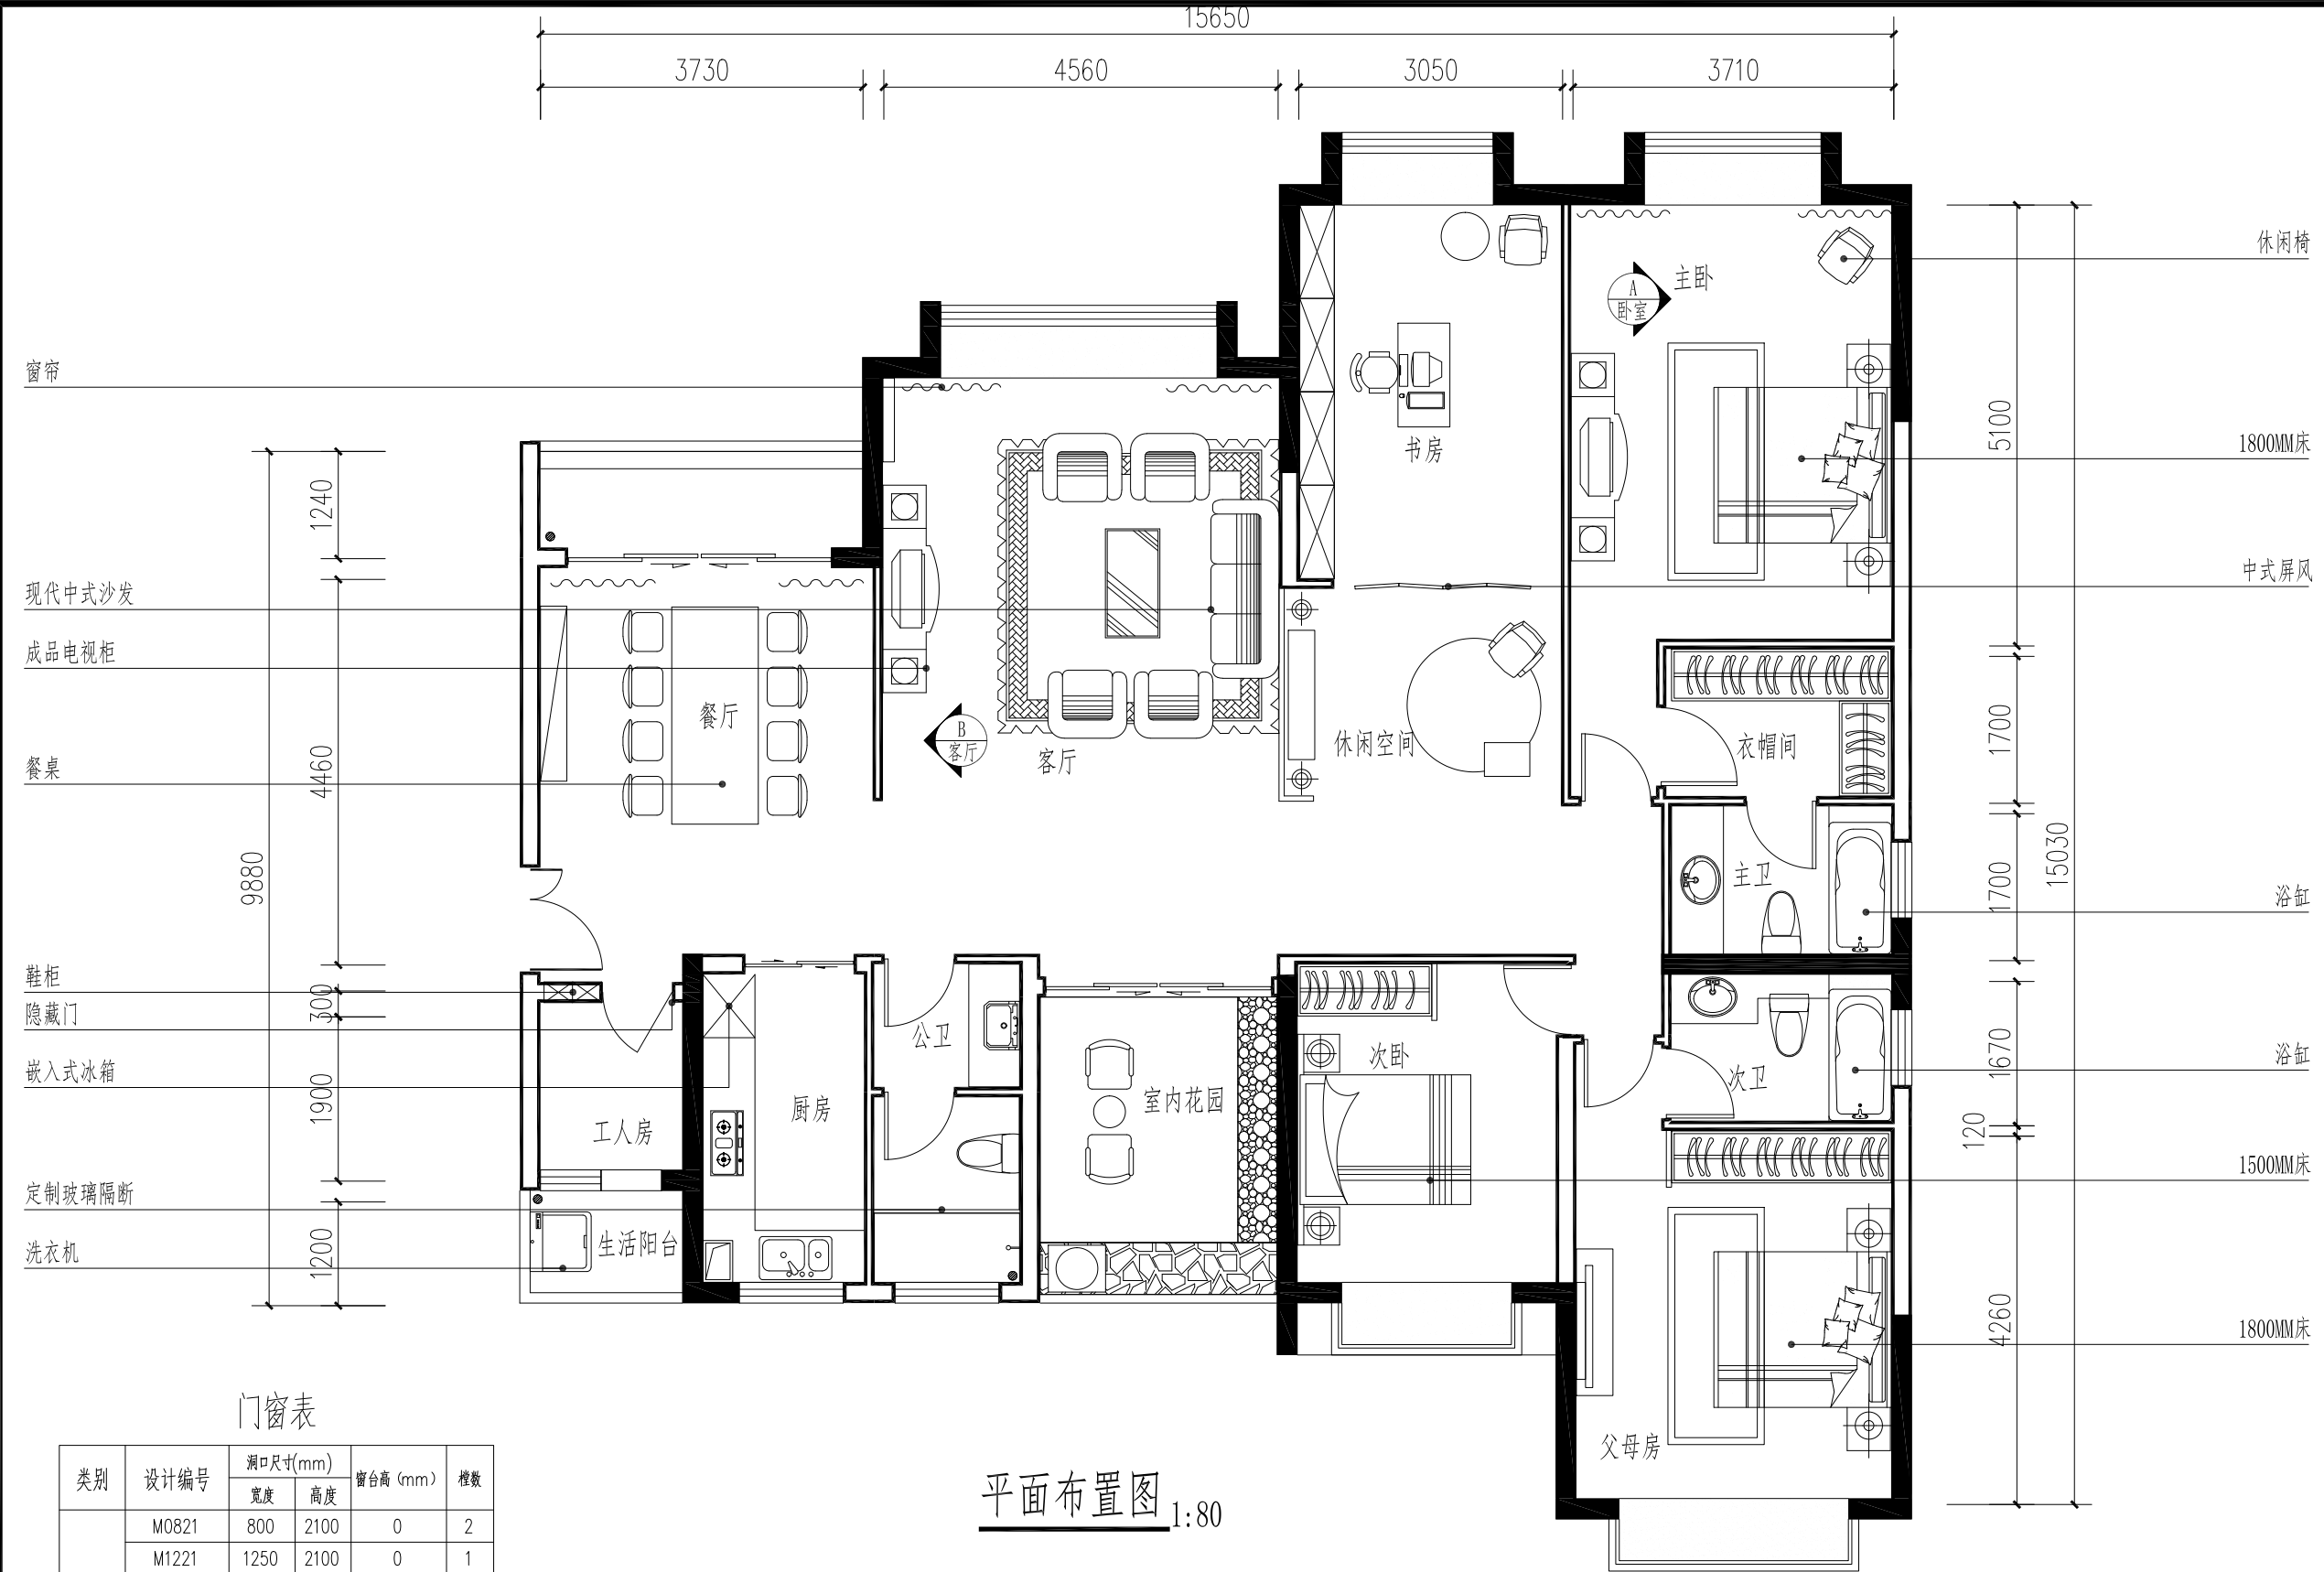 15650
3730 4560 3050 3710
休闲椅
主卧
A
卧室
窗帘
书房
1800MM床
5100
1240
中式屏风
现代中式沙发
成品电视柜
餐厅
B
客厅
客厅
休闲空间
衣帽间
1700
餐桌
4460
9880
主卫
1700
15030
浴缸
鞋柜
300
隐藏门
公卫
次卧
嵌入式冰箱
1900
厨房
室内花园
次卫
1670
浴缸
120
工人房
1500MM床
定制玻璃隔断
生活阳台
洗衣机
1200
4260
1800MM床
父母房
门窗表
类别 设计编号 洞口尺寸(mm) 窗台高 (mm) 樘数
宽度 高度
M0821 800 2100 0 2
M1221 1250 2100 0 1
平面布置图 1:80